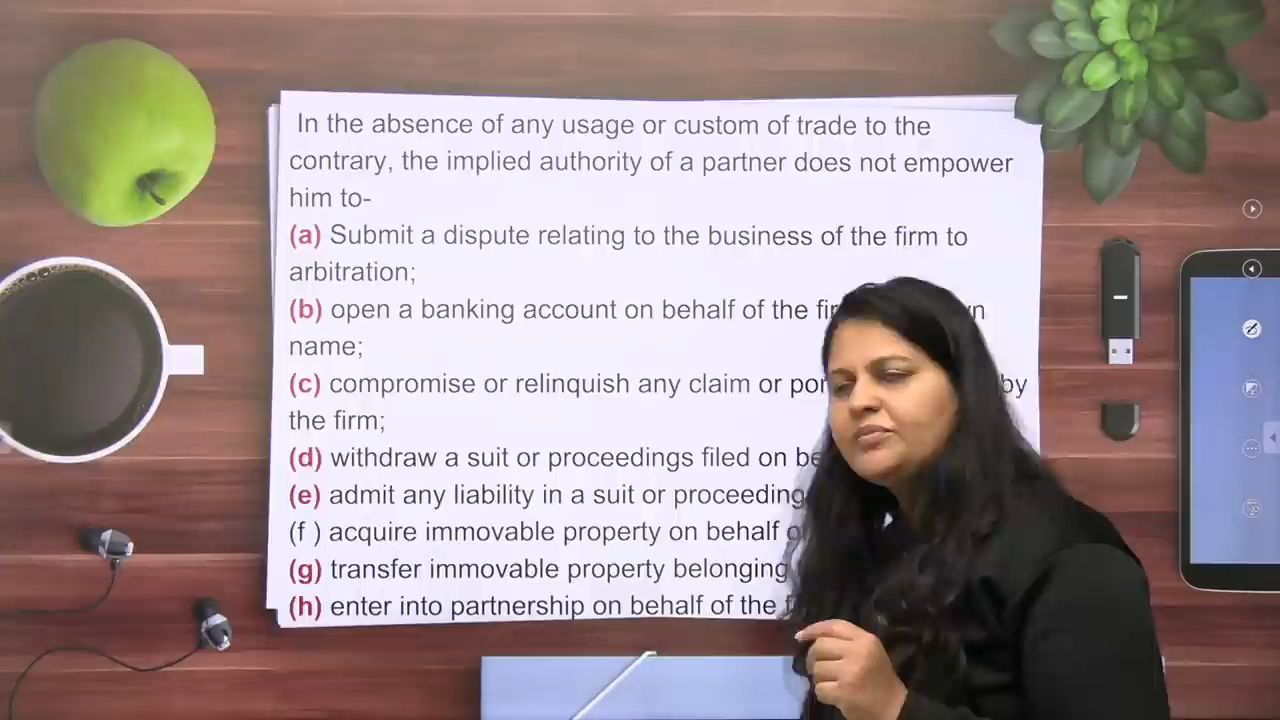 In the absence of any usage or custom of trade to the
contrary, the implied authority of a partner does not empower
him to-
(a) Submit a dispute relating to the business of the firm to
arbitration;
(b) open a banking account on behalf of the
name;
(c) compromise or relinquish any claim or by
the firm;
(d) withdraw a suit or proceedings filed on
(e) admit any liability in a suit or
(f ) acquire immovable property on behalf
(g) transfer immovable property belonging
(h) enter into partnership on behalf of the